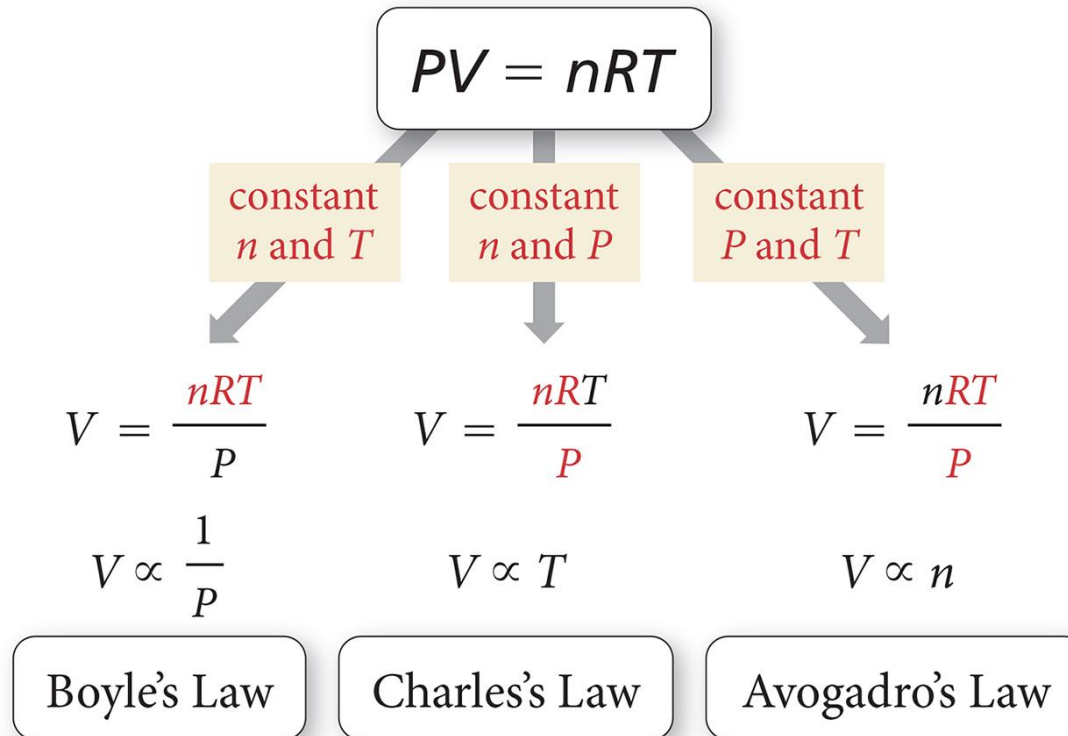 PV = nRT
constant
n and T
constant
n and P
constant
P and T
V = nRT/P
V = nRT/P
V = nRT/P
V ∝ 1/P
V ∝ T
V ∝ n
Boyle’s Law
Charles’s Law
Avogadro’s Law